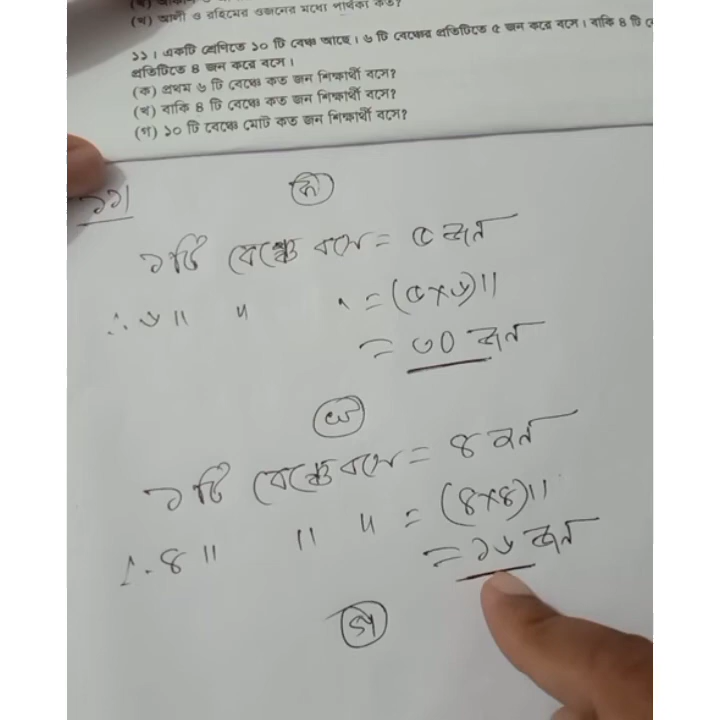 (খ) আলী ও রহিমের ওজনের মধ্যে পার্থক্য কত?
১১। একটি শ্রেণিতে ১০ টি বেঞ্চ আছে। ৬ টি বেঞ্চের প্রতিটিতে ৫ জন করে বসে। বাকি ৪ টি
প্রতিটিতে ৪ জন করে বসে।
(ক) প্রথম ৬ টি বেঞ্চে কত জন শিক্ষার্থী বসে?
(খ) বাকি ৪ টি বেঞ্চে কত জন শিক্ষার্থী বসে?
(গ) ১০ টি বেঞ্চে মোট কত জন শিক্ষার্থী বসে?
১১।
ক
১টি বেঞ্চে বসে = ৫ জন
∴ ৬ ॥ ॥ ॥ = (৫×৬) ॥
= ৩০ জন
খ
১টি বেঞ্চে বসে = ৪ জন
∴ ৪ ॥ ॥ ॥ = (৪×৪) ॥
= ১৬ জন
গ